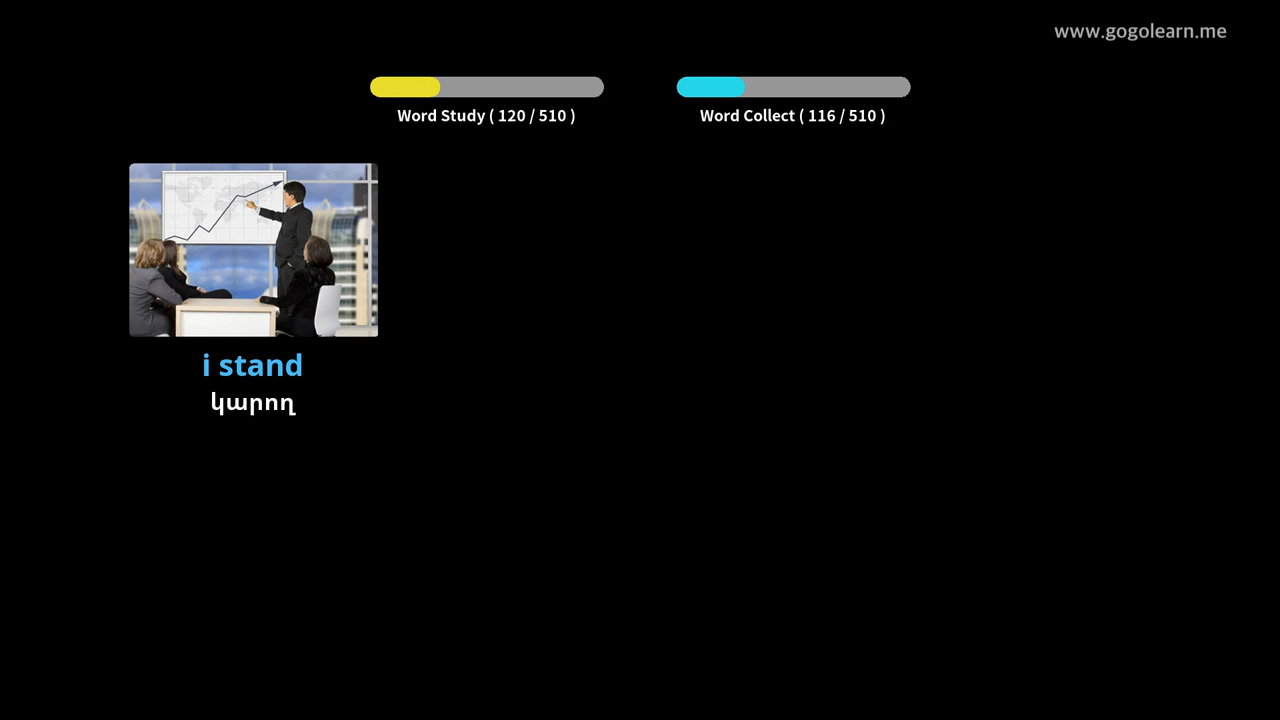 www.gogolearn.me
Word Study ( 120 / 510 )
Word Collect ( 116 / 510 )
i stand
կարող